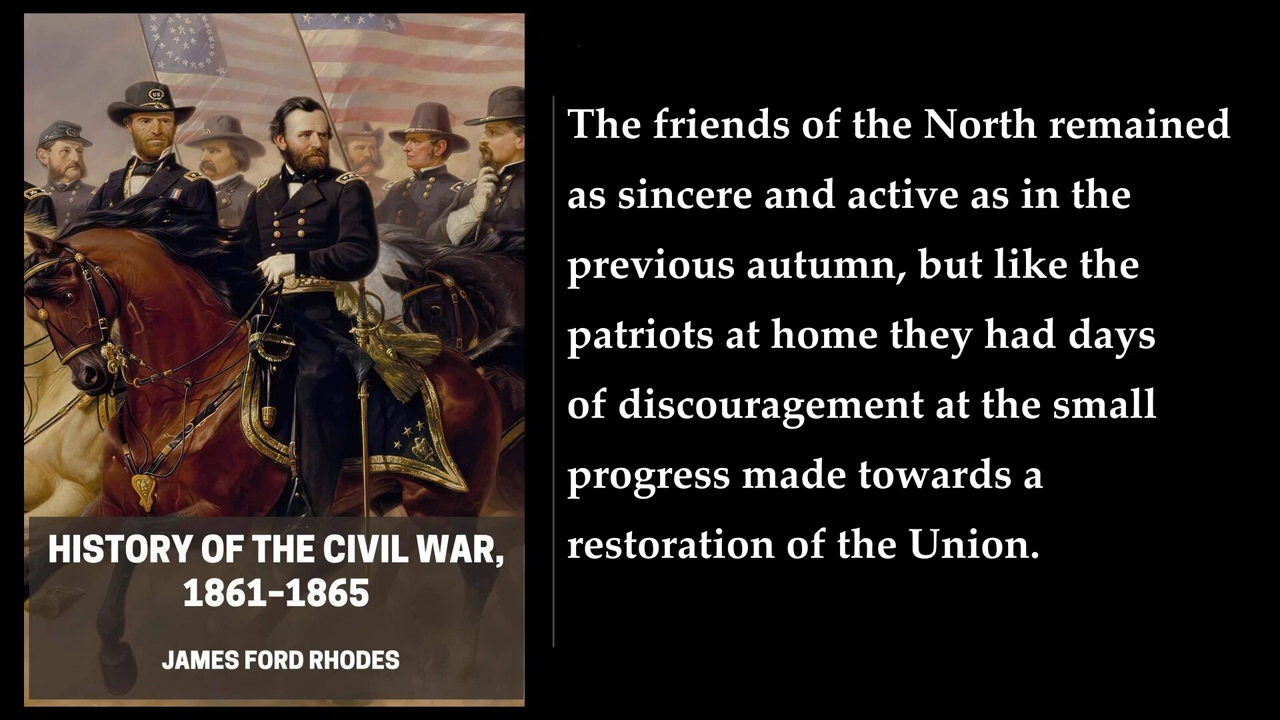 HISTORY OF THE CIVIL WAR,
1861–1865
JAMES FORD RHODES
The friends of the North remained
as sincere and active as in the
previous autumn, but like the
patriots at home they had days
of discouragement at the small
progress made towards a
restoration of the Union.